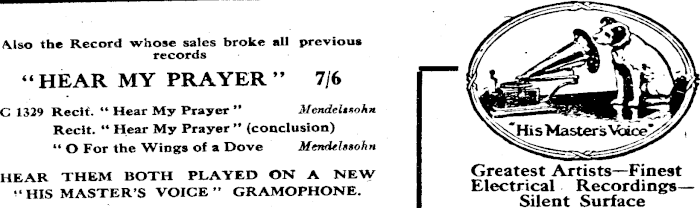 Also the Record whose sales broke all previous
records
"HEAR MY PRAYER" 7/6
C 1329 Recit. "Hear My Prayer" Mendelssohn
Recit. "Hear My Prayer" (conclusion)
"O For the Wings of a Dove Mendelssohn
HEAR THEM BOTH PLAYED ON A NEW
"HIS MASTER'S VOICE" GRAMOPHONE.
"His Master's Voice"
Greatest Artists—Finest
Electrical Recordings—
Silent Surface